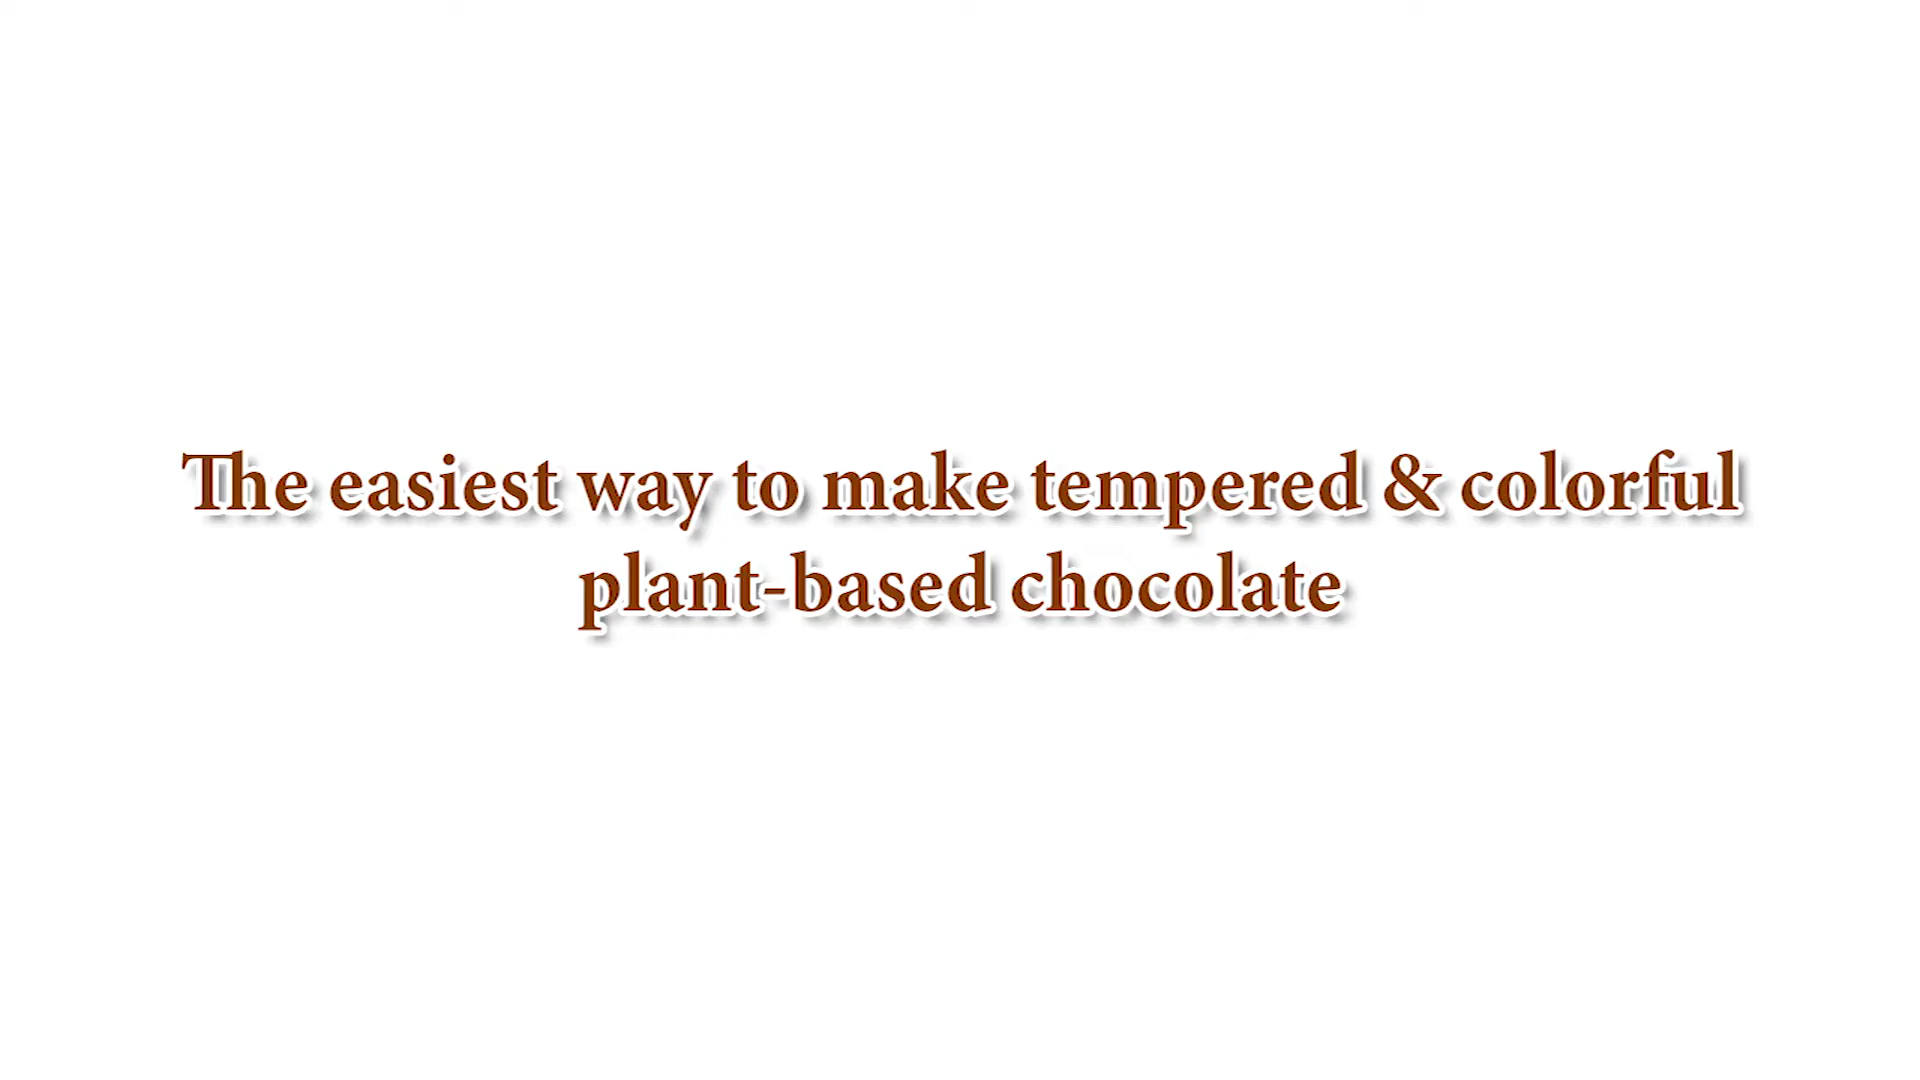 The easiest way to make tempered & colorful
plant-based chocolate